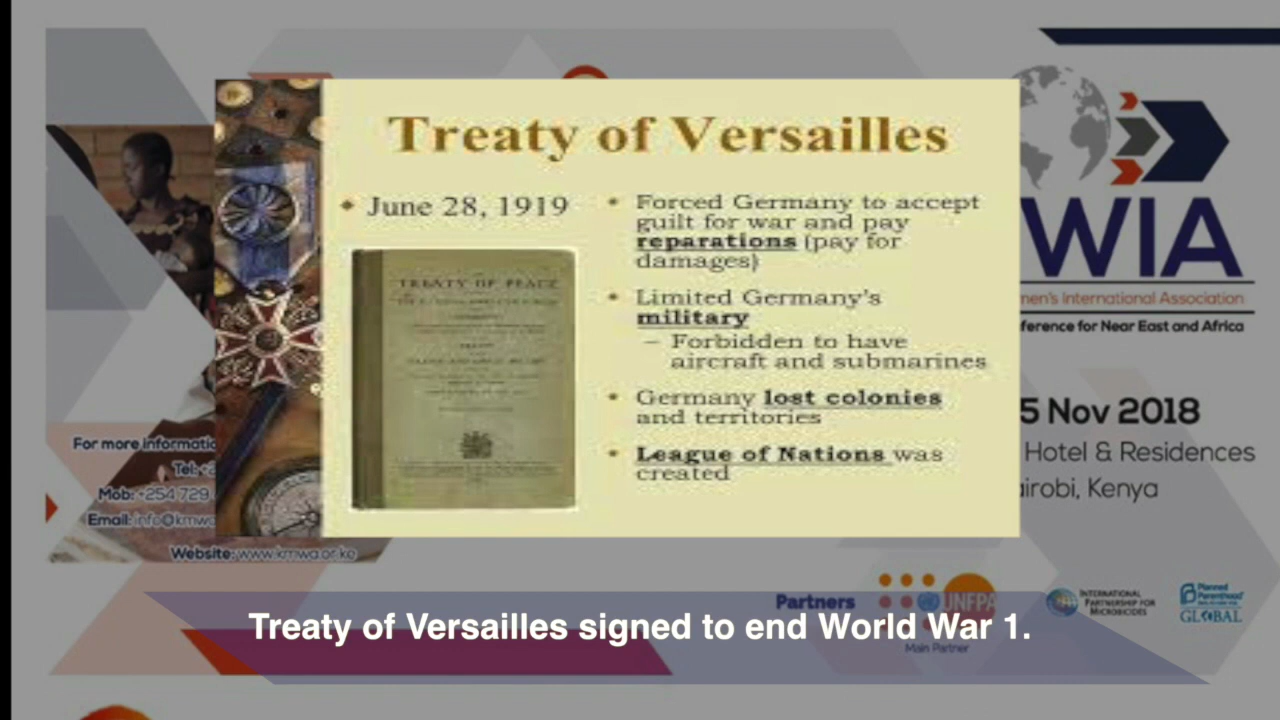 Treaty of Versailles
June 28, 1919
TREATY OF PEACE
Forced Germany to accept
guilt for war and pay
reparations (pay for
damages)
Limited Germany's
military
– Forbidden to have
aircraft and submarines
Germany lost colonies
and territories
League of Nations was
created
WIA
men's International Association
ference for Near East and Africa
5 Nov 2018
Hotel & Residences
airobi, Kenya
For more informatio
Tel:
Mob: +254 729
Email: info@kmwa
Website: www.kmwa.or.ke
Partners
UNFPA
Main Partner
INTERNATIONAL
PARTNERSHIP FOR
MICROBICIDES
Planned
Parenthood
GLOBAL
Treaty of Versailles signed to end World War 1.